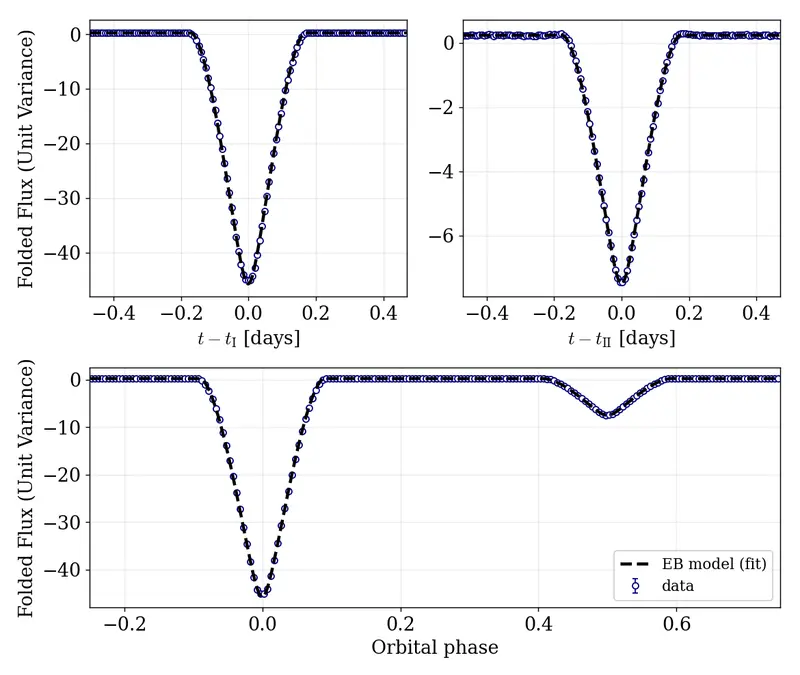 Folded Flux (Unit Variance)
0
−10
−20
−30
−40
−0.4 −0.2 0.0 0.2 0.4
t − tI [days]
0
−2
−4
−6
−0.4 −0.2 0.0 0.2 0.4
t − tII [days]
Folded Flux (Unit Variance)
0
−10
−20
−30
−40
EB model (fit)
data
−0.2 0.0 0.2 0.4 0.6
Orbital phase